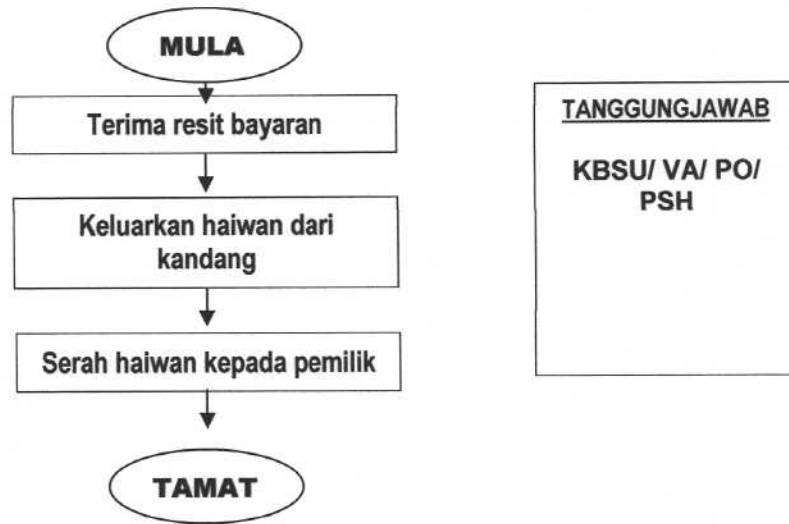 MULA
Terima resit bayaran
Keluarkan haiwan dari
kandang
Serah haiwan kepada pemilik
TAMAT
TANGGUNGJAWAB
KBSU/ VA/ PO/
PSH